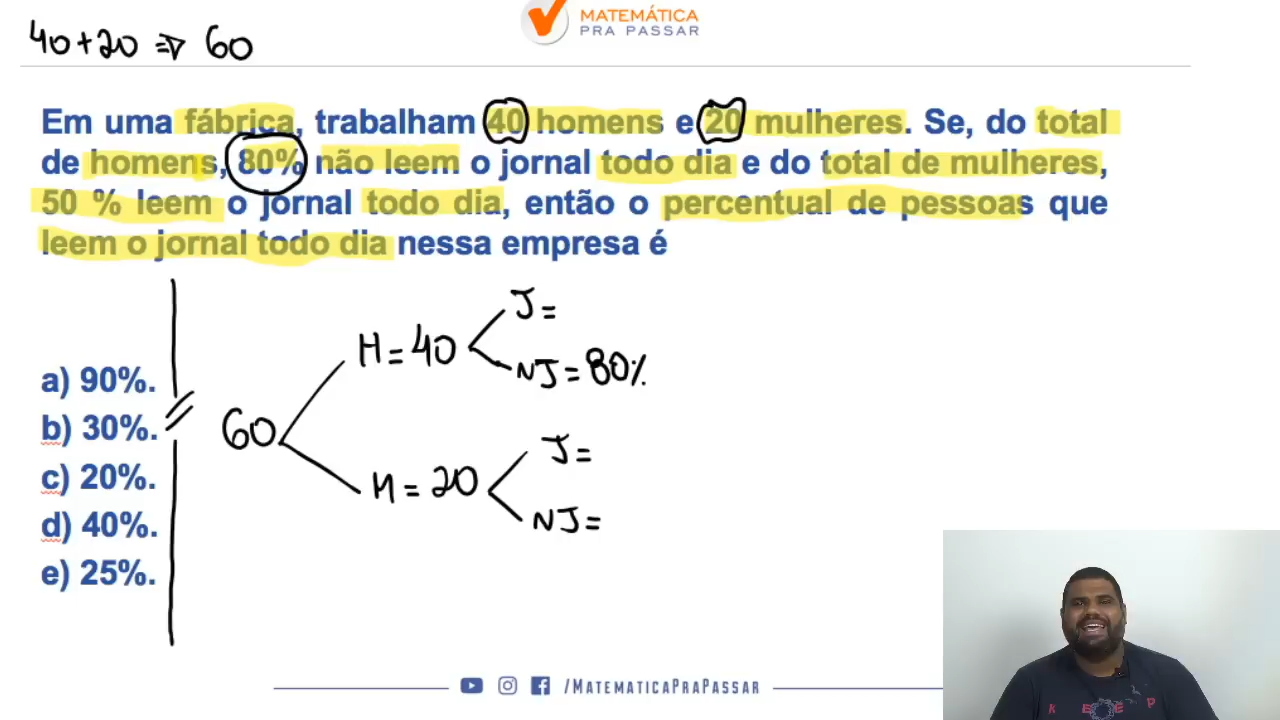 MATEMÁTICA
PRA PASSAR
40+20 ⇒ 60
Em uma fábrica, trabalham 40 homens e 20 mulheres. Se, do total
de homens, 80% não leem o jornal todo dia e do total de mulheres,
50 % leem o jornal todo dia, então o percentual de pessoas que
leem o jornal todo dia nessa empresa é
a) 90%.
b) 30%.
c) 20%.
d) 40%.
e) 25%.
60
H = 40
J =
NJ = 80%
M = 20
J =
NJ =
/MatematicaPraPassar
K E E P